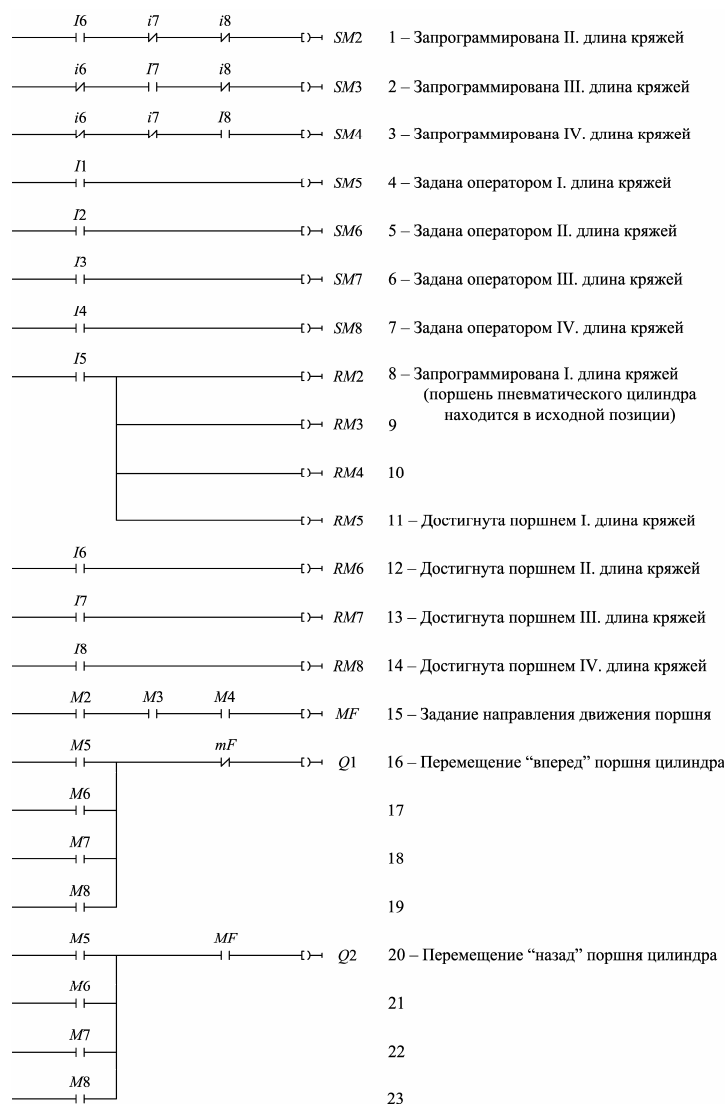 I6 i7 i8
SM2 1 – Запрограммирована II. длина кряжей
i6 I7 i8
SM3 2 – Запрограммирована III. длина кряжей
i6 i7 I8
SM4 3 – Запрограммирована IV. длина кряжей
I1
SM5 4 – Задана оператором I. длина кряжей
I2
SM6 5 – Задана оператором II. длина кряжей
I3
SM7 6 – Задана оператором III. длина кряжей
I4
SM8 7 – Задана оператором IV. длина кряжей
I5
RM2 8 – Запрограммирована I. длина кряжей
(поршень пневматического цилиндра
находится в исходной позиции)
RM3 9
RM4 10
RM5 11 – Достигнута поршнем I. длина кряжей
I6
RM6 12 – Достигнута поршнем II. длина кряжей
I7
RM7 13 – Достигнута поршнем III. длина кряжей
I8
RM8 14 – Достигнута поршнем IV. длина кряжей
M2 M3 M4
MF 15 – Задание направления движения поршня
M5 mF
Q1 16 – Перемещение “вперед” поршня цилиндра
M6
17
M7
18
M8
19
M5 MF
Q2 20 – Перемещение “назад” поршня цилиндра
M6
21
M7
22
M8
23